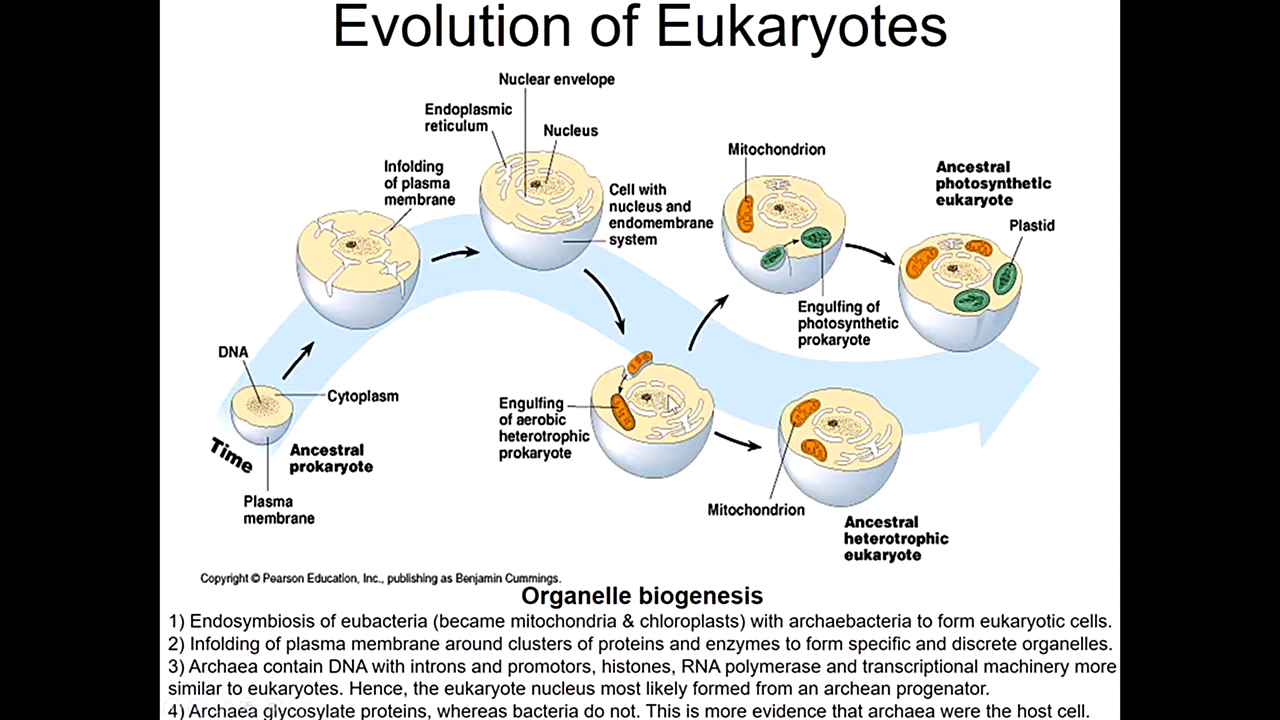 Evolution of Eukaryotes
Nuclear envelope
Endoplasmic
reticulum
Nucleus
Infolding
of plasma
membrane
Cell with
nucleus and
endomembrane
system
Mitochondrion
Ancestral
photosynthetic
eukaryote
Plastid
Engulfing of
photosynthetic
prokaryote
DNA
Cytoplasm
Engulfing
of aerobic
heterotrophic
prokaryote
Time
Ancestral
prokaryote
Plasma
membrane
Mitochondrion
Ancestral
heterotrophic
eukaryote
Copyright © Pearson Education, Inc., publishing as Benjamin Cummings.
Organelle biogenesis
1) Endosymbiosis of eubacteria (became mitochondria & chloroplasts) with archaebacteria to form eukaryotic cells.
2) Infolding of plasma membrane around clusters of proteins and enzymes to form specific and discrete organelles.
3) Archaea contain DNA with introns and promotors, histones, RNA polymerase and transcriptional machinery more
similar to eukaryotes. Hence, the eukaryote nucleus most likely formed from an archean progenator.
4) Archaea glycosylate proteins, whereas bacteria do not. This is more evidence that archaea were the host cell.